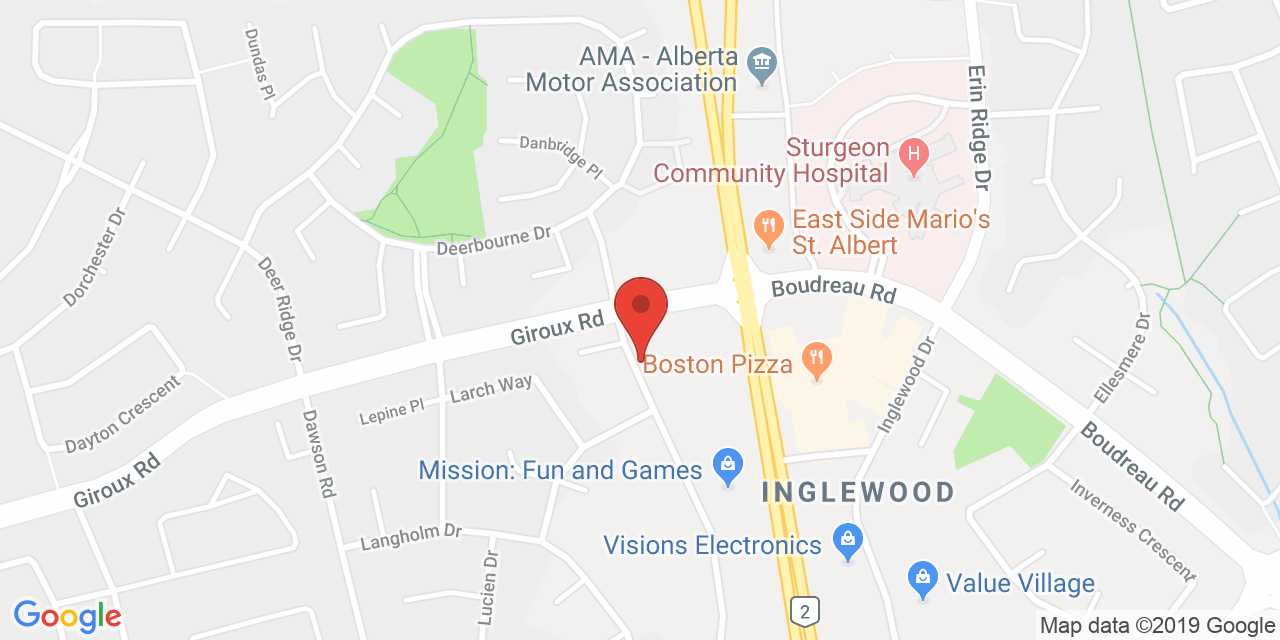 Dundas Pl
AMA - Alberta
Motor Association
Erin Ridge Dr
Danbridge Pl
Sturgeon
Community Hospital
H
Dorchester Dr
Deerbourne Dr
East Side Mario's
St. Albert
Deer Ridge Dr
Boudreau Rd
Giroux Rd
Boston Pizza
Inglewood Dr
Ellesmere Dr
Dayton Crescent
Lepine Pl
Larch Way
Dawson Rd
Giroux Rd
Boudreau Rd
Mission: Fun and Games
INGLEWOOD
Inverness Crescent
Langholm Dr
Visions Electronics
Lucien Dr
Value Village
2
Google
Map data ©2019 Google